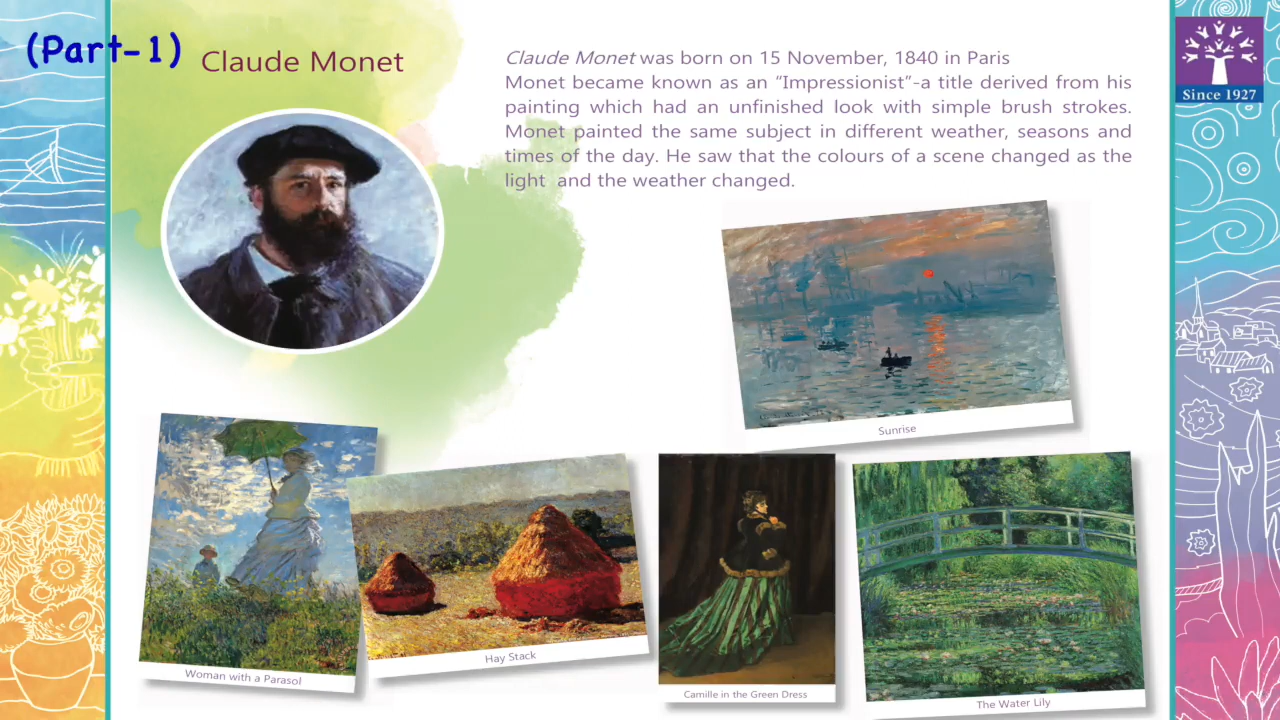 (Part-1)
Claude Monet
Claude Monet was born on 15 November, 1840 in Paris
Monet became known as an “Impressionist”-a title derived from his
painting which had an unfinished look with simple brush strokes.
Monet painted the same subject in different weather, seasons and
times of the day. He saw that the colours of a scene changed as the
light and the weather changed.
Since 1927
Sunrise
Woman with a Parasol
Hay Stack
Camille in the Green Dress
The Water Lily